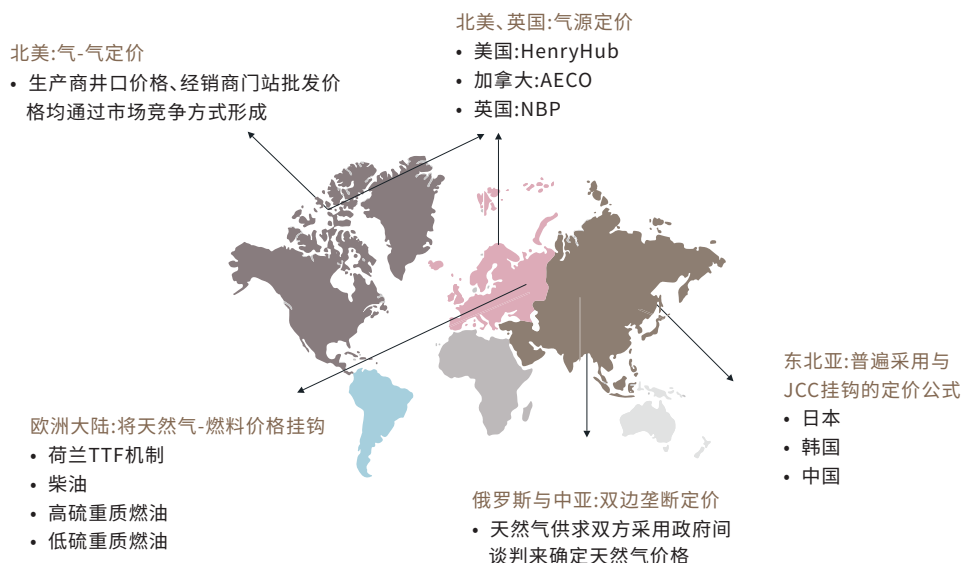 北美:气-气定价
• 生产商井口价格、经销商门站批发价
格均通过市场竞争方式形成
北美、英国:气源定价
• 美国:HenryHub
• 加拿大:AECO
• 英国:NBP
欧洲大陆:将天然气-燃料价格挂钩
• 荷兰TTF机制
• 柴油
• 高硫重质燃油
• 低硫重质燃油
俄罗斯与中亚:双边垄断定价
• 天然气供求双方采用政府间
谈判来确定天然气价格
东北亚:普遍采用与
JCC挂钩的定价公式
• 日本
• 韩国
• 中国